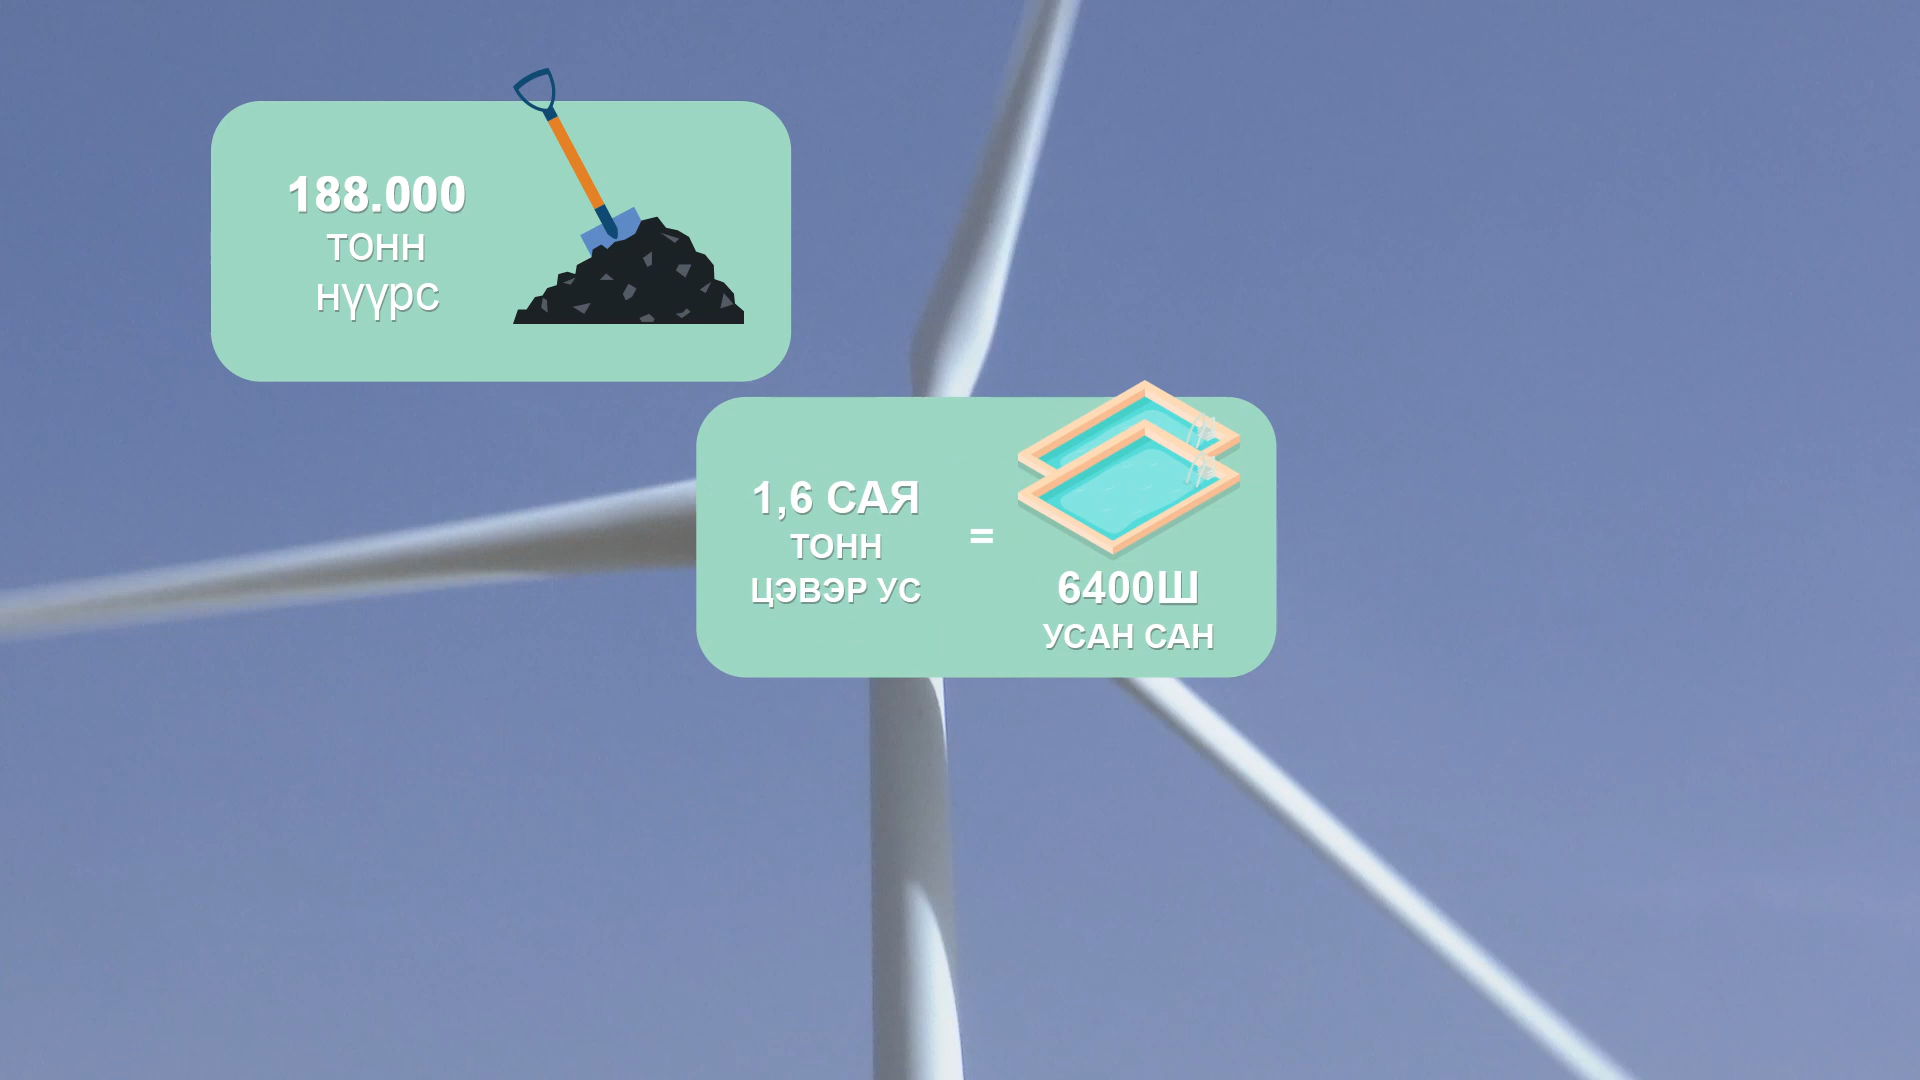 188.000
ТОНН
нүүрс
1,6 САЯ
ТОНН
ЦЭВЭР УС
=
6400Ш
УСАН САН